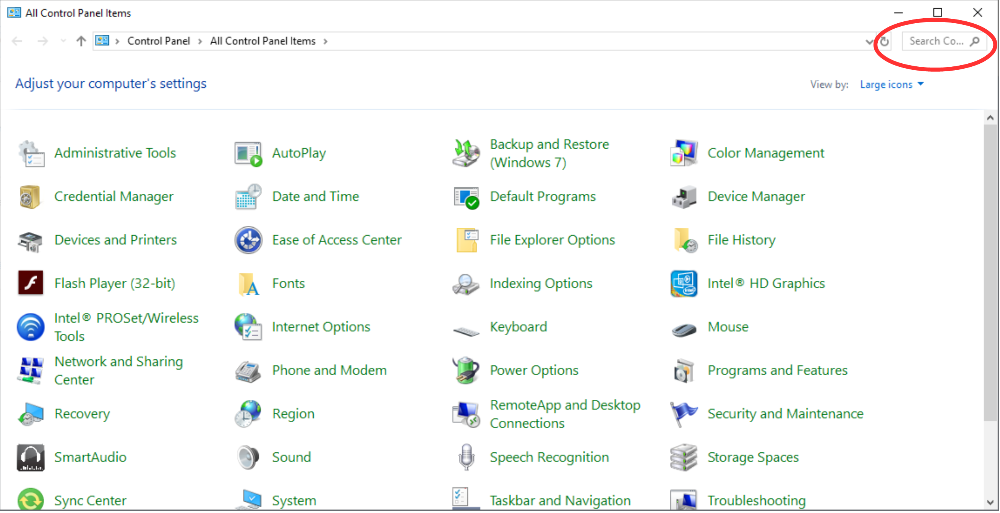 All Control Panel Items
Control Panel All Control Panel Items
Search Co...
Adjust your computer's settings
View by: Large icons
Administrative Tools
AutoPlay
Backup and Restore
(Windows 7)
Color Management
Credential Manager
Date and Time
Default Programs
Device Manager
Devices and Printers
Ease of Access Center
File Explorer Options
File History
Flash Player (32-bit)
Fonts
Indexing Options
Intel® HD Graphics
Intel® PROSet/Wireless
Tools
Internet Options
Keyboard
Mouse
Network and Sharing
Center
Phone and Modem
Power Options
Programs and Features
Recovery
Region
RemoteApp and Desktop
Connections
Security and Maintenance
SmartAudio
Sound
Speech Recognition
Storage Spaces
Sync Center
System
Taskbar and Navigation
Troubleshooting